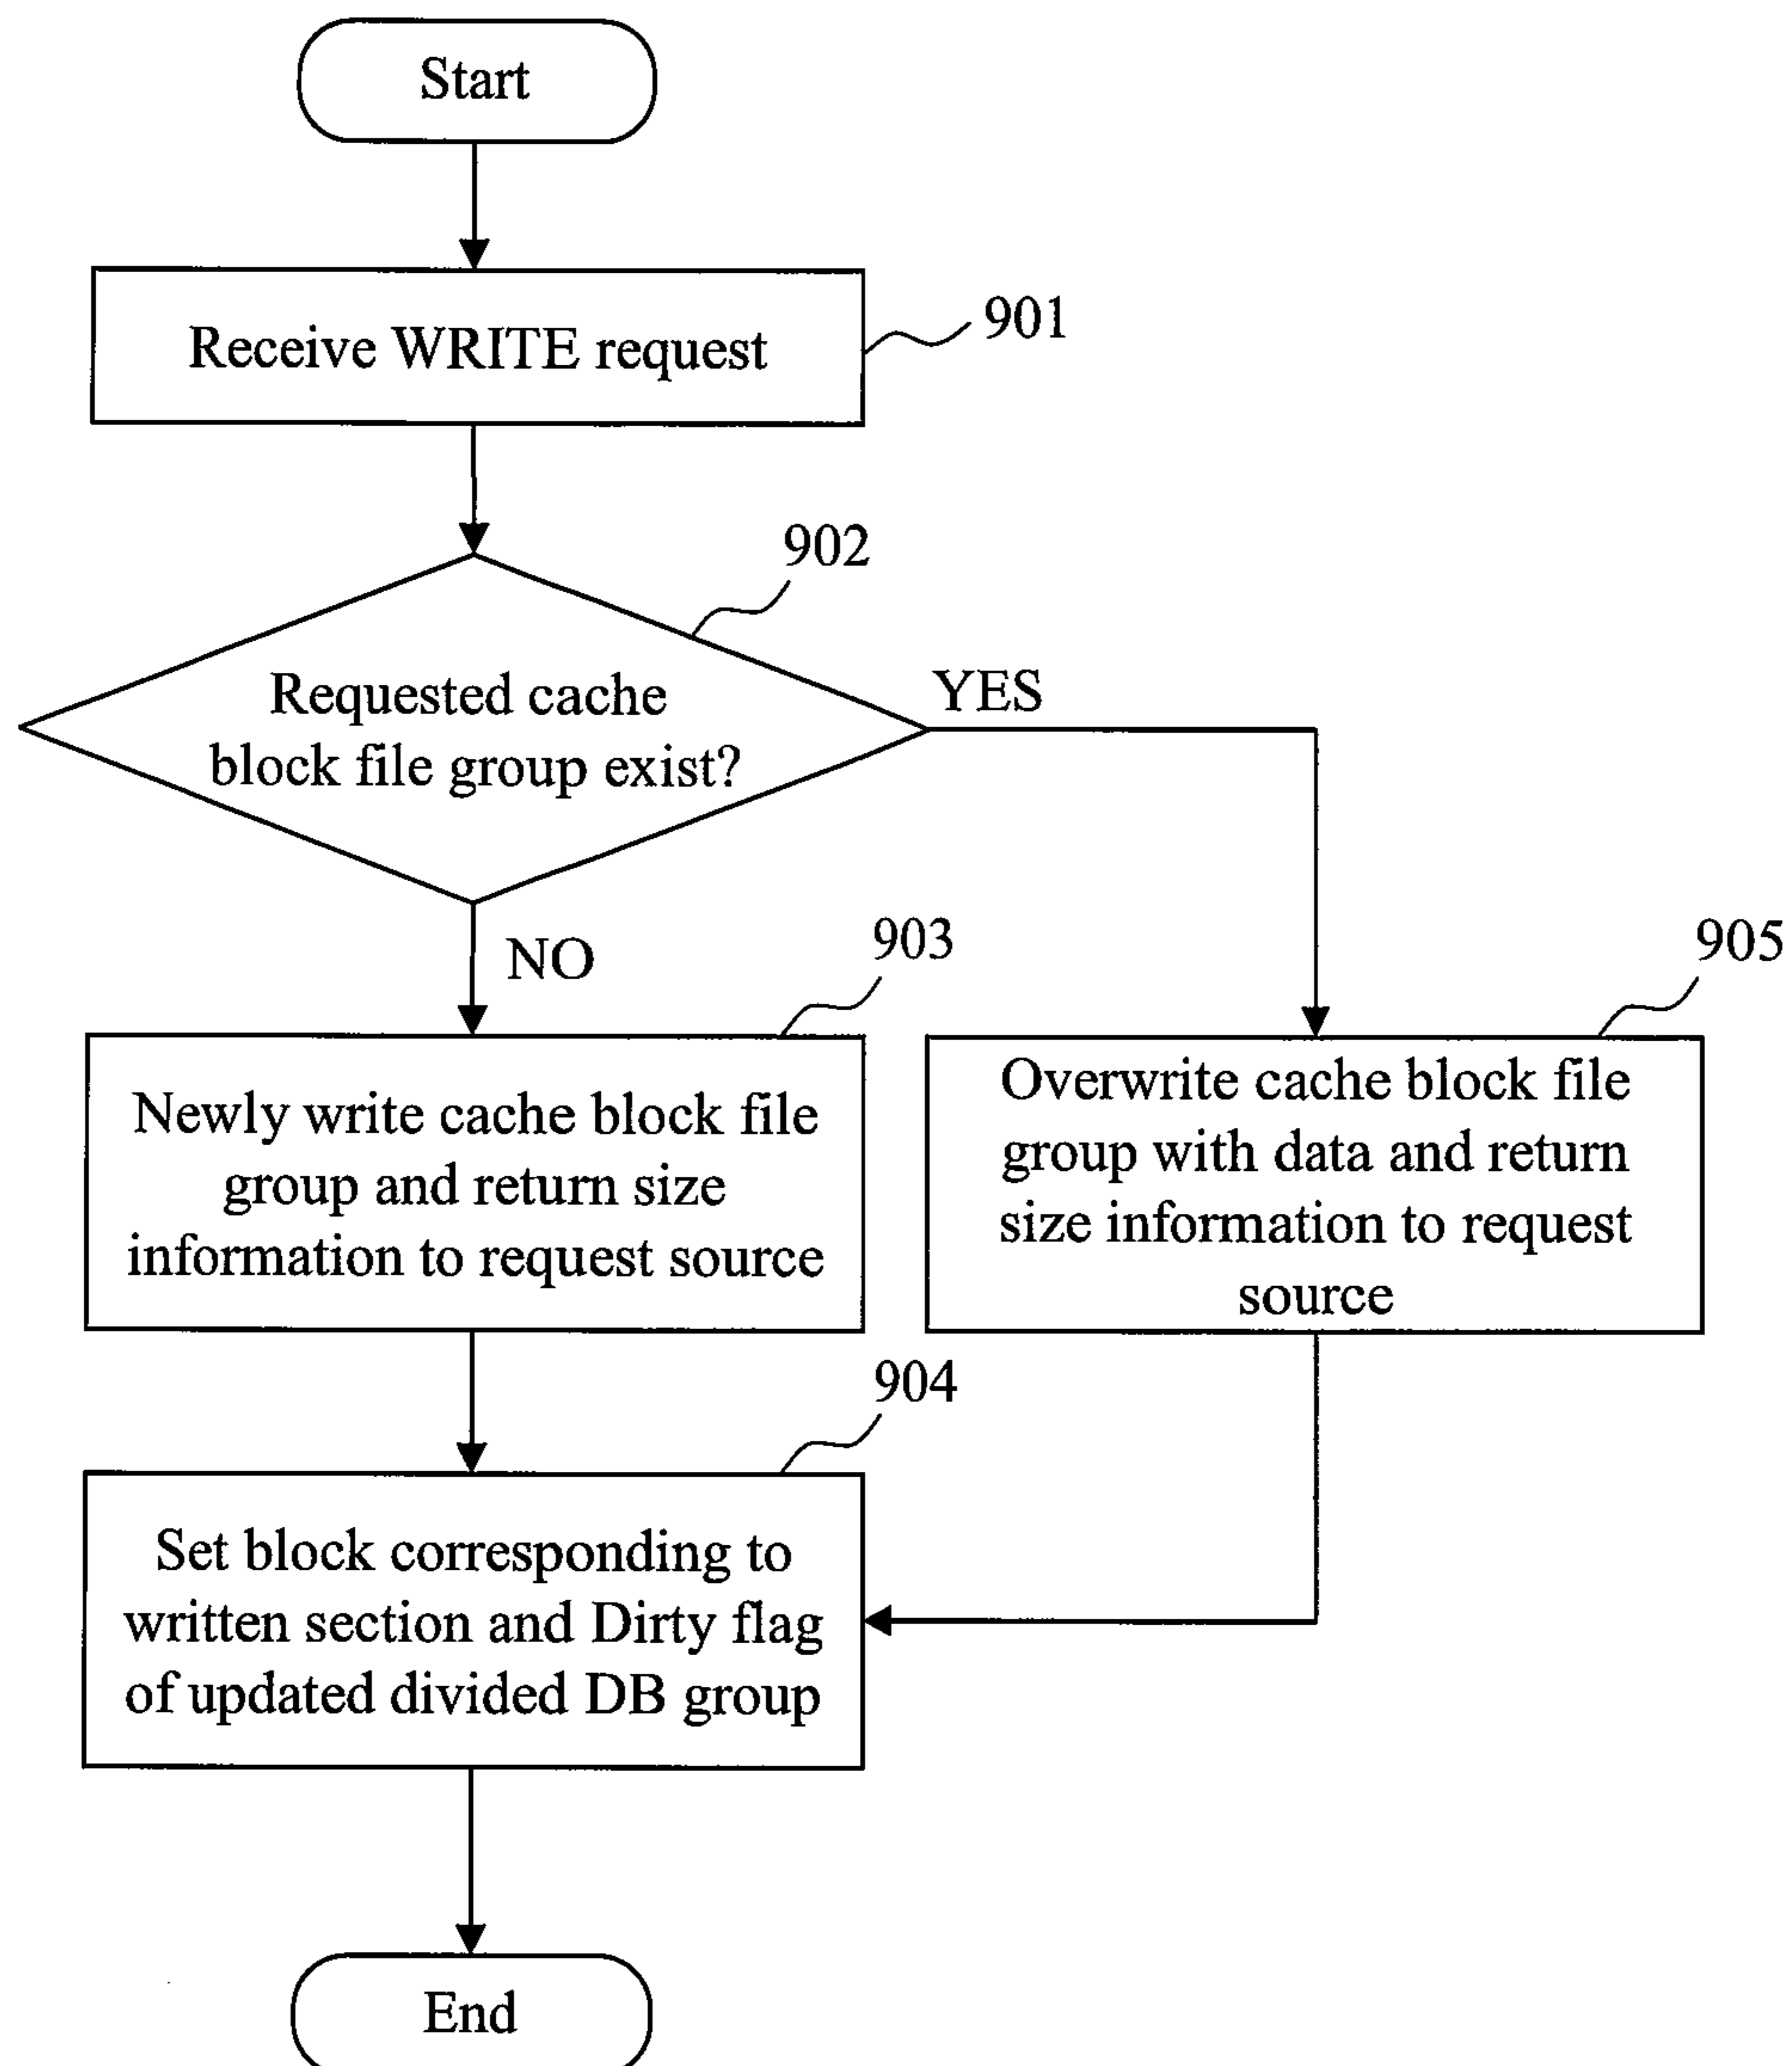 Start
Receive WRITE request
901
902
Requested cache
block file group exist?
YES
NO
903
905
Newly write cache block file
group and return size
information to request source
Overwrite cache block file
group with data and return
size information to request
source
904
Set block corresponding to
written section and Dirty flag
of updated divided DB group
End